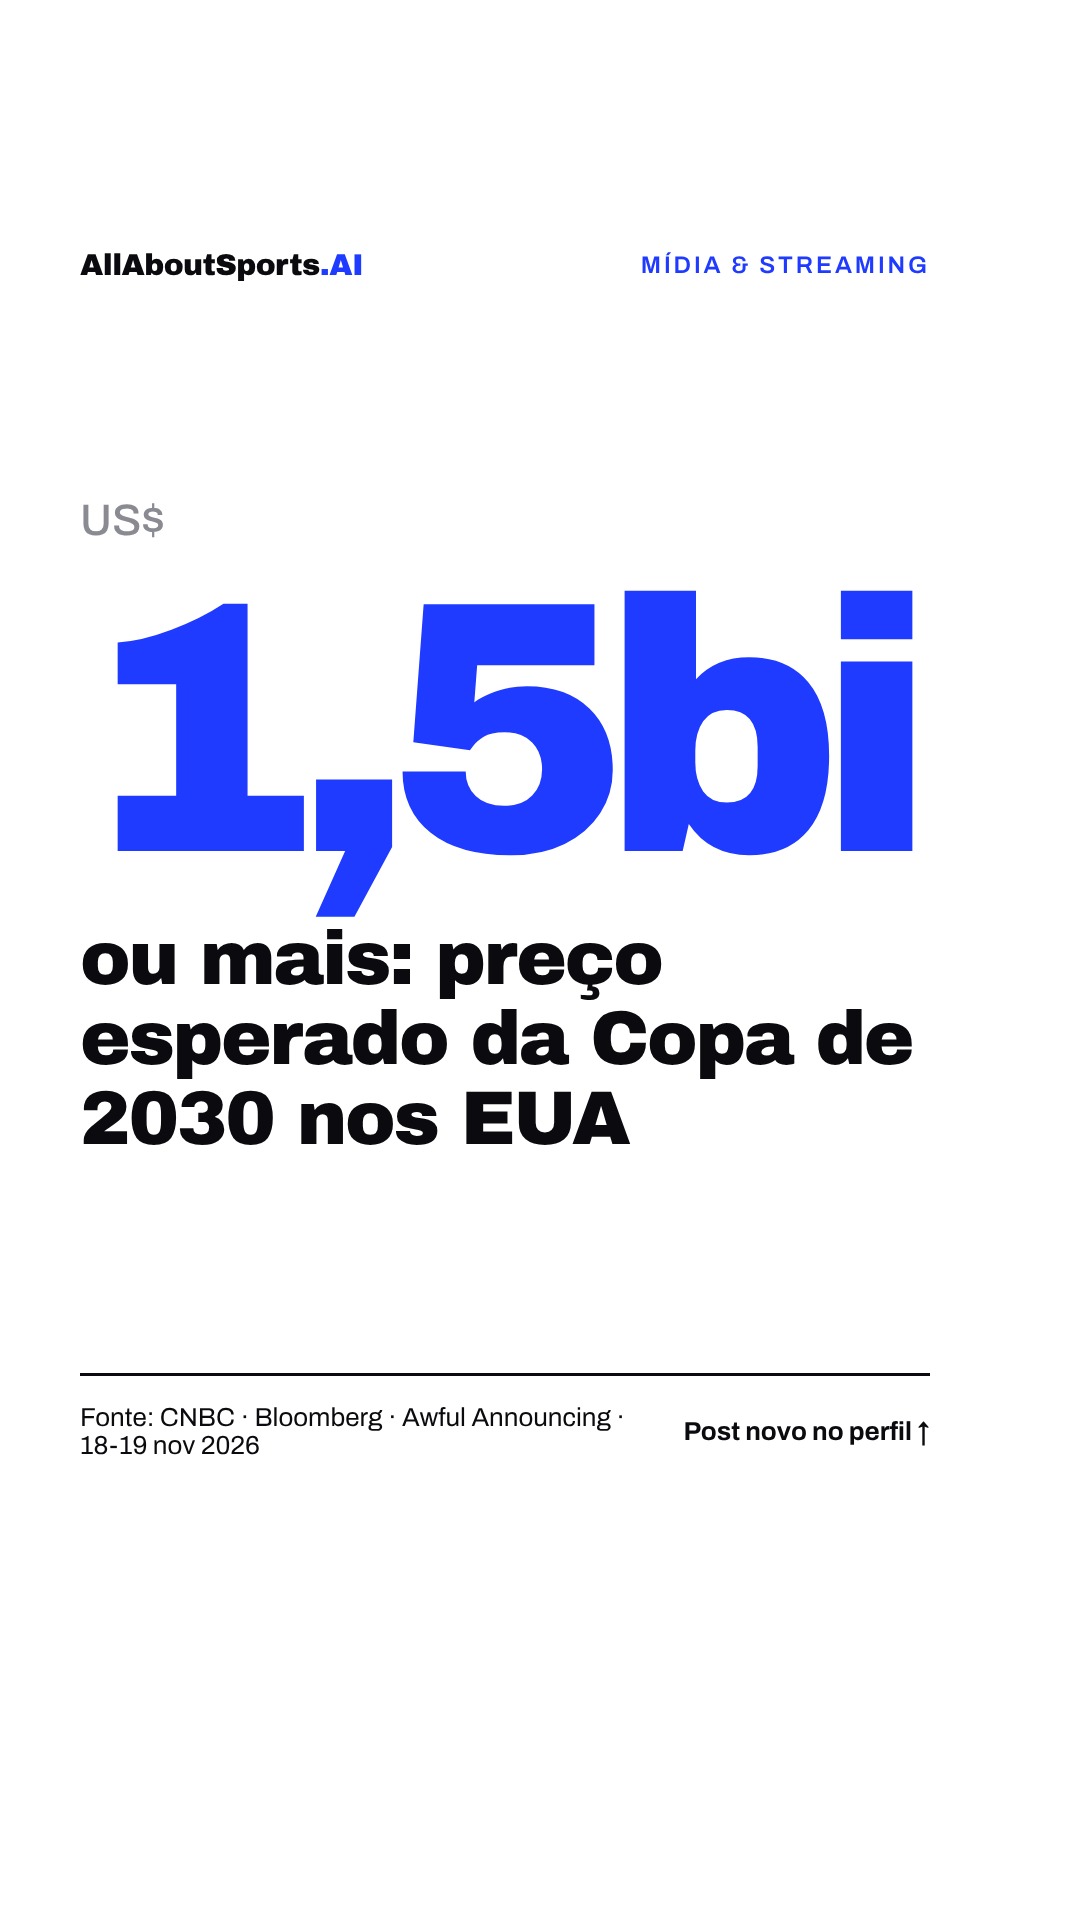 AllAboutSports.AI
MÍDIA & STREAMING
US$
1,5bi
ou mais: preço
esperado da Copa de
2030 nos EUA
Fonte: CNBC · Bloomberg · Awful Announcing ·
18-19 nov 2026
Post novo no perfil ↑